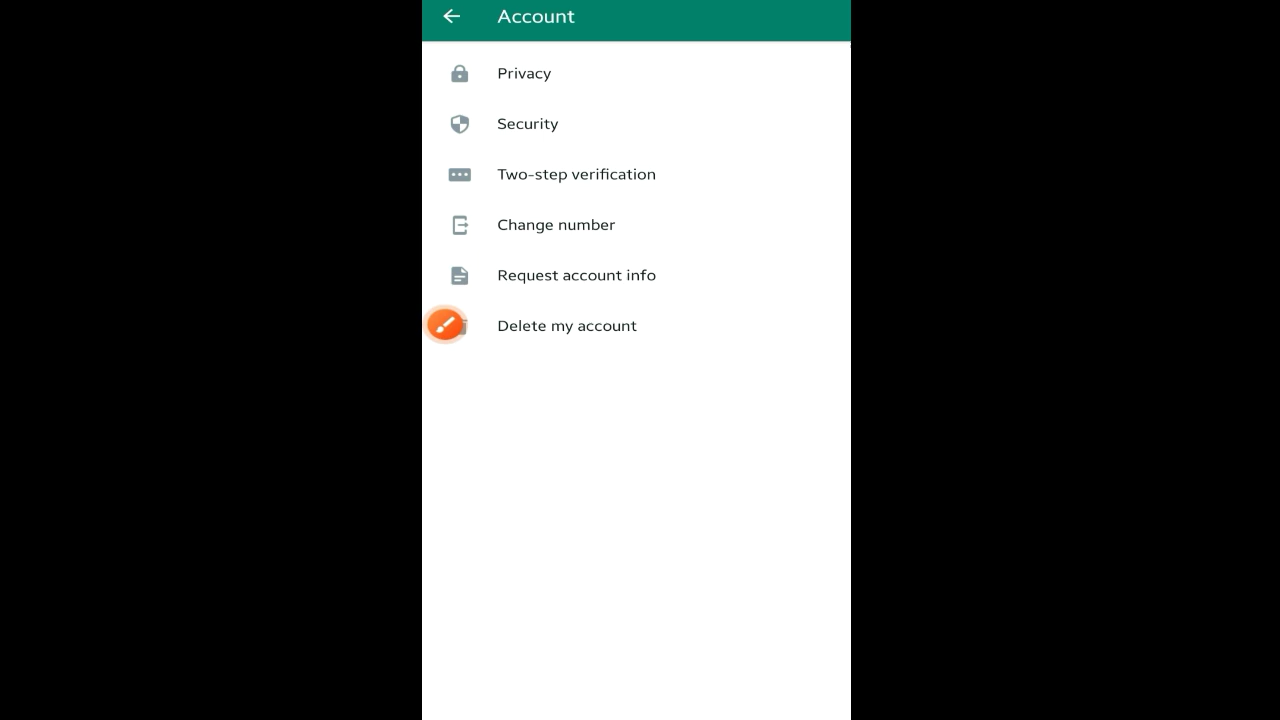 Account
Privacy
Security
Two-step verification
Change number
Request account info
Delete my account